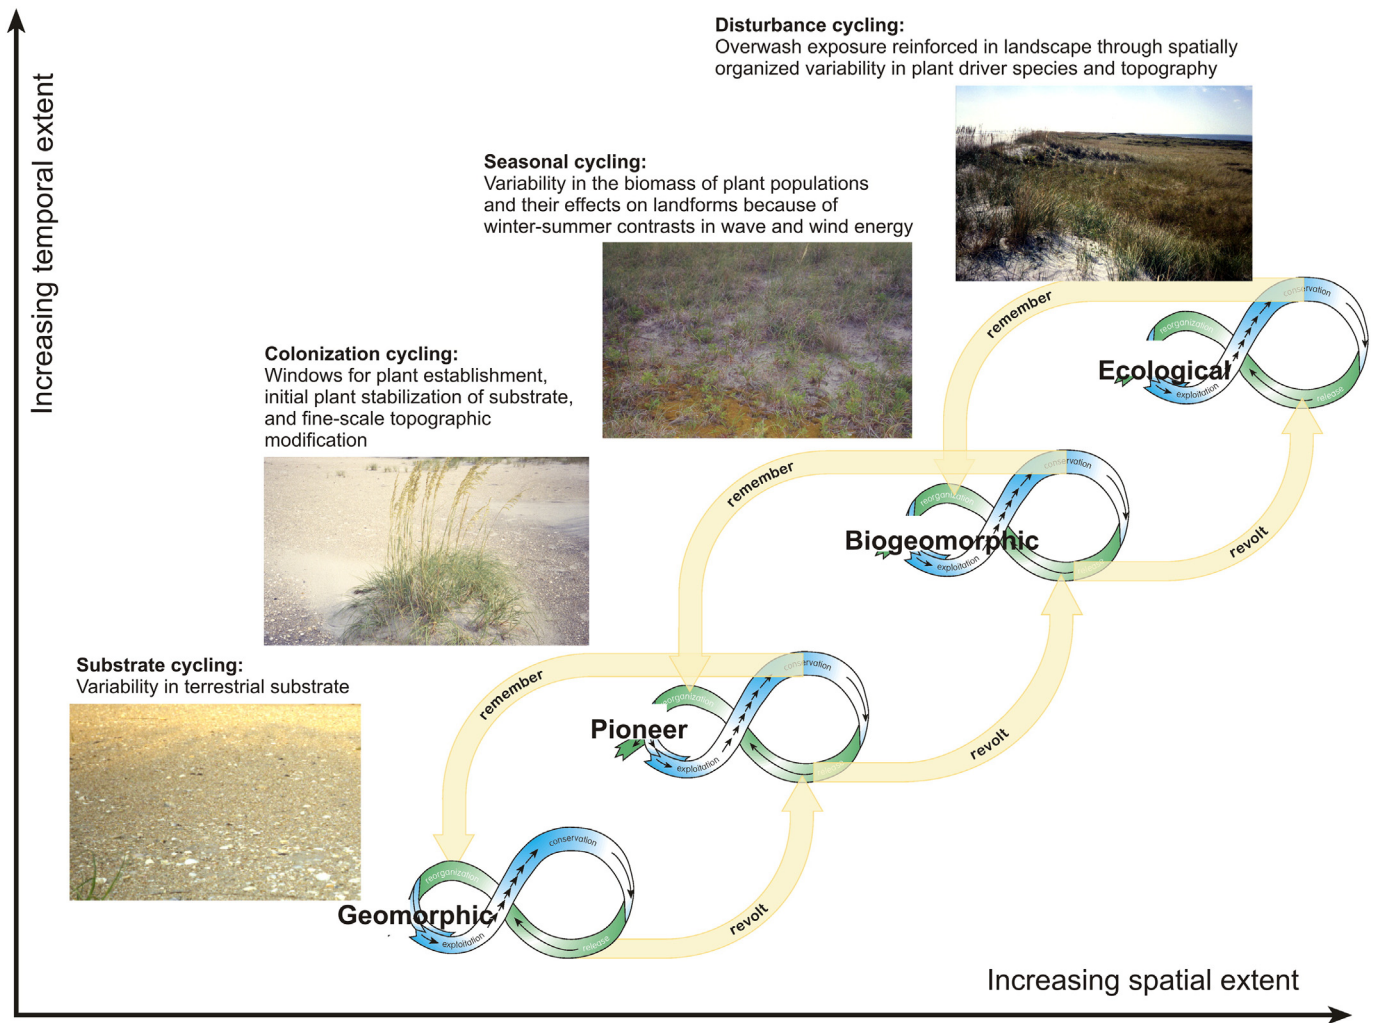 Disturbance cycling:
Overwash exposure reinforced in landscape through spatially
organized variability in plant driver species and topography
Increasing temporal extent
Seasonal cycling:
Variability in the biomass of plant populations
and their effects on landforms because of
winter-summer contrasts in wave and wind energy
remember
conservation
reorganization
Ecological
exploitation
release
Colonization cycling:
Windows for plant establishment,
initial plant stabilization of substrate,
and fine-scale topographic
modification
remember
conservation
reorganization
Biogeomorphic
exploitation
revolt
Substrate cycling:
Variability in terrestrial substrate
remember
conservation
reorganization
Pioneer
exploitation
revolt
conservation
reorganization
Geomorphic
exploitation
release
revolt
Increasing spatial extent